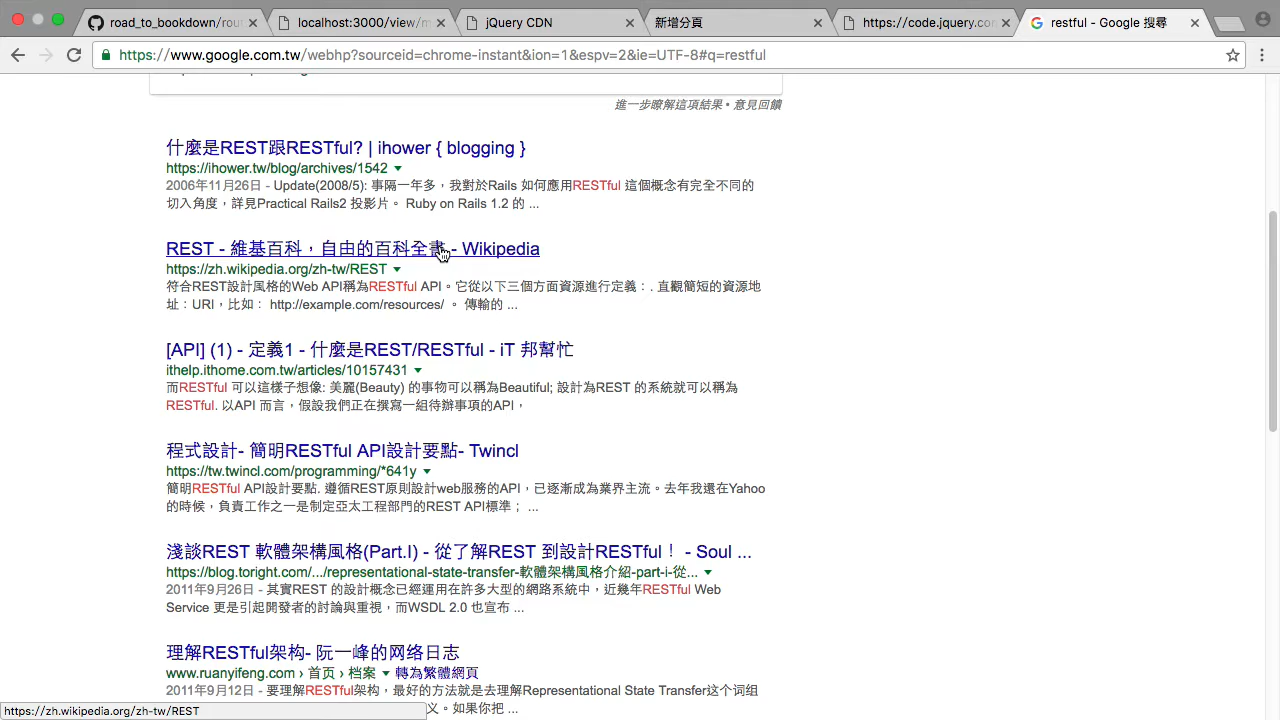 road_to_bookdown/rou
localhost:3000/view/m
jQuery CDN
新增分頁
https://code.jquery.con
restful - Google 搜尋
https://www.google.com.tw/webhp?sourceid=chrome-instant&ion=1&espv=2&ie=UTF-8#q=restful
進一步瞭解這項結果 • 意見回饋
什麼是REST跟RESTful? | ihower { blogging }
https://ihower.tw/blog/archives/1542
2006年11月26日 - Update(2008/5): 事隔一年多，我對於Rails 如何應用RESTful 這個概念有完全不同的
切入角度，詳見Practical Rails2 投影片。 Ruby on Rails 1.2 的 ...
REST - 維基百科，自由的百科全書 - Wikipedia
https://zh.wikipedia.org/zh-tw/REST
符合REST設計風格的Web API稱為RESTful API。它從以下三個方面資源進行定義：. 直觀簡短的資源地
址：URI，比如： http://example.com/resources/ 。 傳輸的 ...
[API] (1) - 定義1 - 什麼是REST/RESTful - iT 邦幫忙
ithelp.ithome.com.tw/articles/10157431
而RESTful 可以這樣子想像: 美麗(Beauty) 的事物可以稱為Beautiful; 設計為REST 的系統就可以稱為
RESTful. 以API 而言，假設我們正在撰寫一組待辦事項的API，
程式設計- 簡明RESTful API設計要點- Twincl
https://tw.twincl.com/programming/*641y
簡明RESTful API設計要點. 遵循REST原則設計web服務的API，已逐漸成為業界主流。去年我還在Yahoo
的時候，負責工作之一是制定亞太工程部門的REST API標準； ...
淺談REST 軟體架構風格(Part.I) - 從了解REST 到設計RESTful！ - Soul ...
https://blog.toright.com/.../representational-state-transfer-軟體架構風格介紹-part-i-從...
2011年9月26日 - 其實REST 的設計概念已經運用在許多大型的網路系統中，近幾年RESTful Web
Service 更是引起開發者的討論與重視，而WSDL 2.0 也宣布 ...
理解RESTful架构- 阮一峰的网络日志
www.ruanyifeng.com › 首页 › 档案 轉為繁體網頁
2011年9月12日 - 要理解RESTful架构，最好的方法就是去理解Representational State Transfer这个词组
义。如果你把 ...
https://zh.wikipedia.org/zh-tw/REST